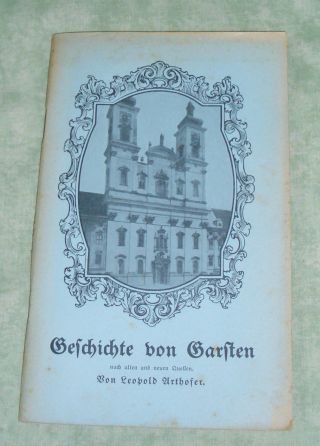 Geschichte von Garsten
nach alten und neuen Quellen.
Von Leopold Arthofer.